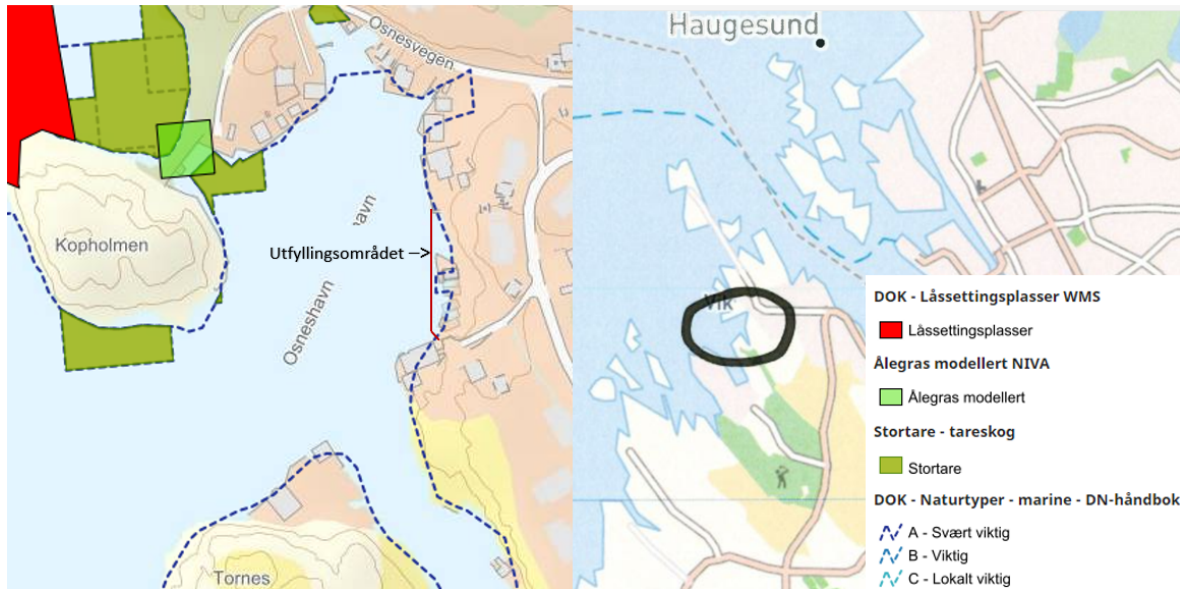 Osnesvegen
Kopholmen
Utfyllingsområdet
avn
Osneshavn
Tornes
Haugesund
Vik
DOK - Låssettingsplasser WMS
Låssettingsplasser
Ålegras modellert NIVA
Ålegras modellert
Stortare - tareskog
Stortare
DOK - Naturtyper - marine - DN-håndbok
A - Svært viktig
B - Viktig
C - Lokalt viktig